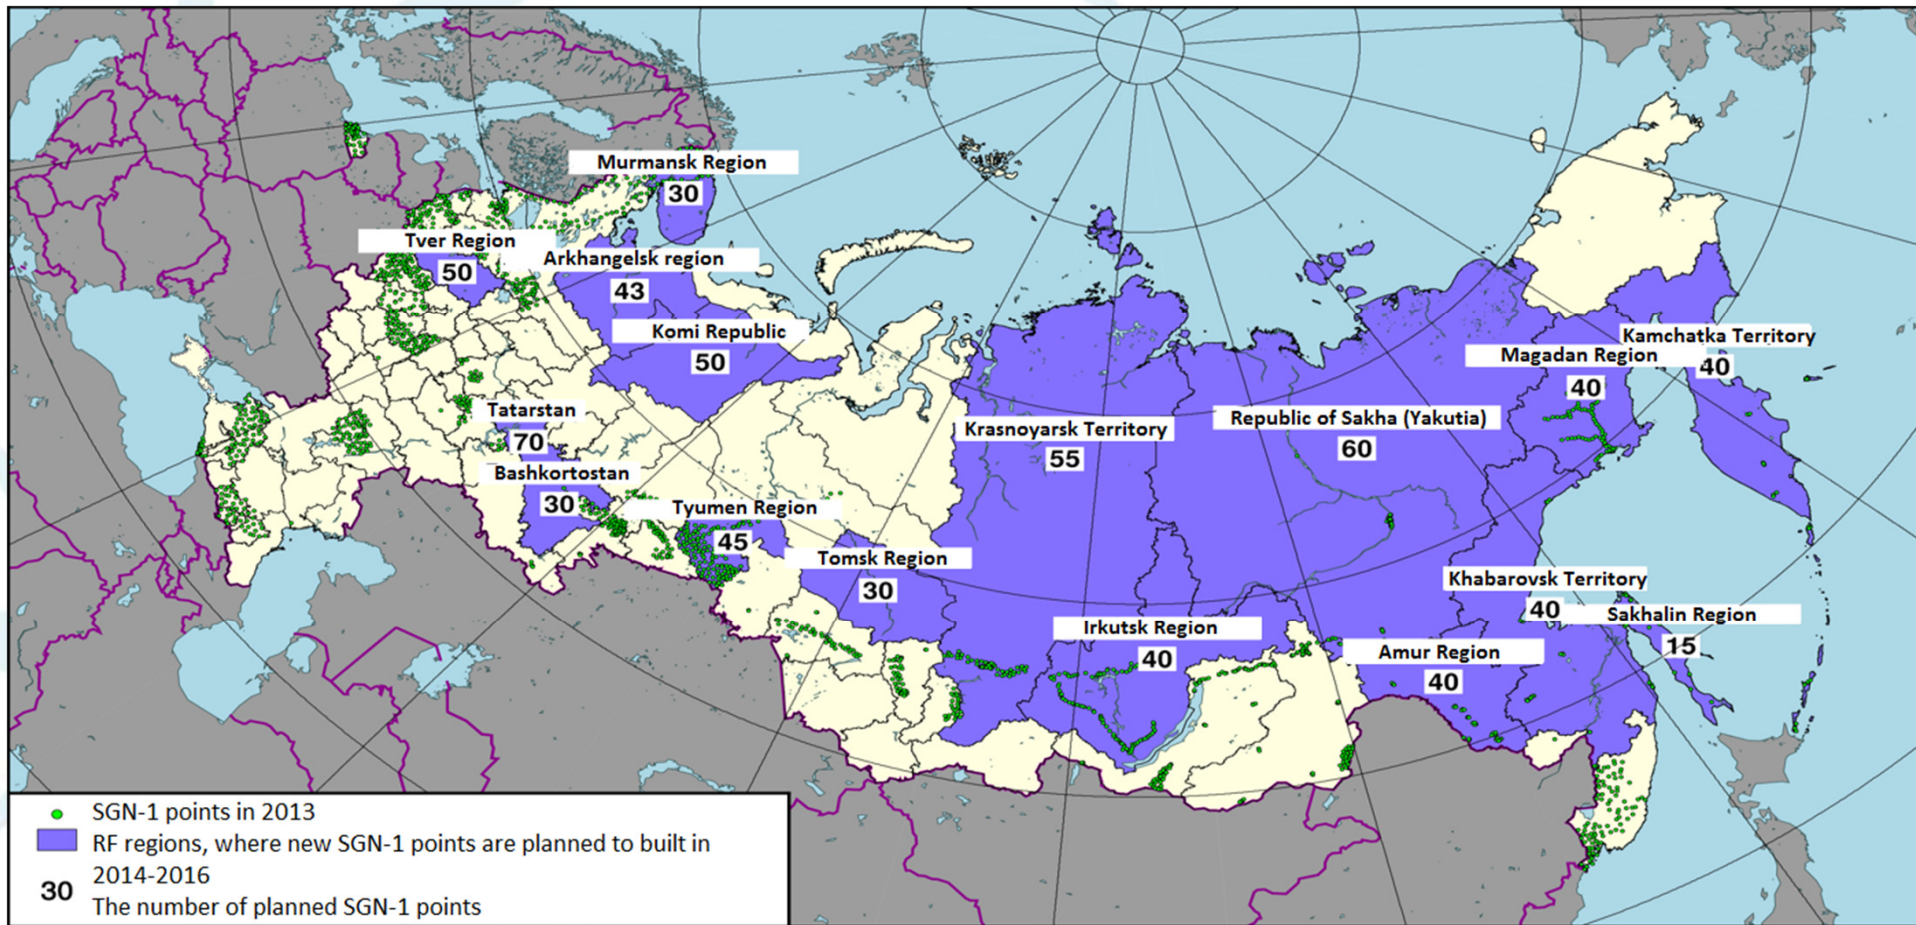 Murmansk Region
30
Tver Region
50
Arkhangelsk region
43
Komi Republic
50
Kamchatka Territory
40
Magadan Region
40
Tatarstan
70
Krasnoyarsk Territory
55
Republic of Sakha (Yakutia)
60
Bashkortostan
30
Tyumen Region
45
Tomsk Region
30
Khabarovsk Territory
40
Sakhalin Region
15
Irkutsk Region
40
Amur Region
40
SGN-1 points in 2013
RF regions, where new SGN-1 points are planned to built in
2014-2016
30
The number of planned SGN-1 points